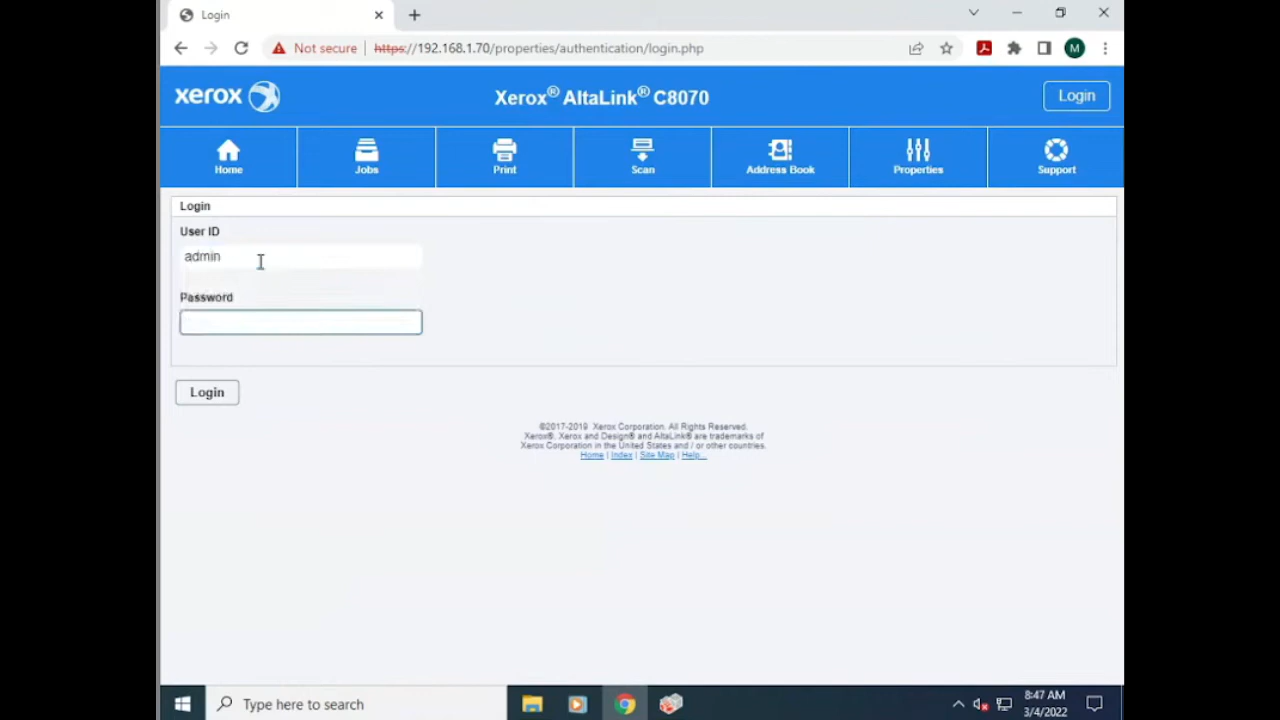 Login
Not secure | https://192.168.1.70/properties/authentication/login.php
M
xerox
Xerox® AltaLink® C8070
Login
Home
Jobs
Print
Scan
Address Book
Properties
Support
Login
User ID
admin
Password
Login
©2017-2019 Xerox Corporation. All Rights Reserved.
Xerox®, Xerox and Design® and AltaLink® are trademarks of
Xerox Corporation in the United States and / or other countries.
Home | Index | Site Map | Help...
Type here to search
8:47 AM
3/4/2022